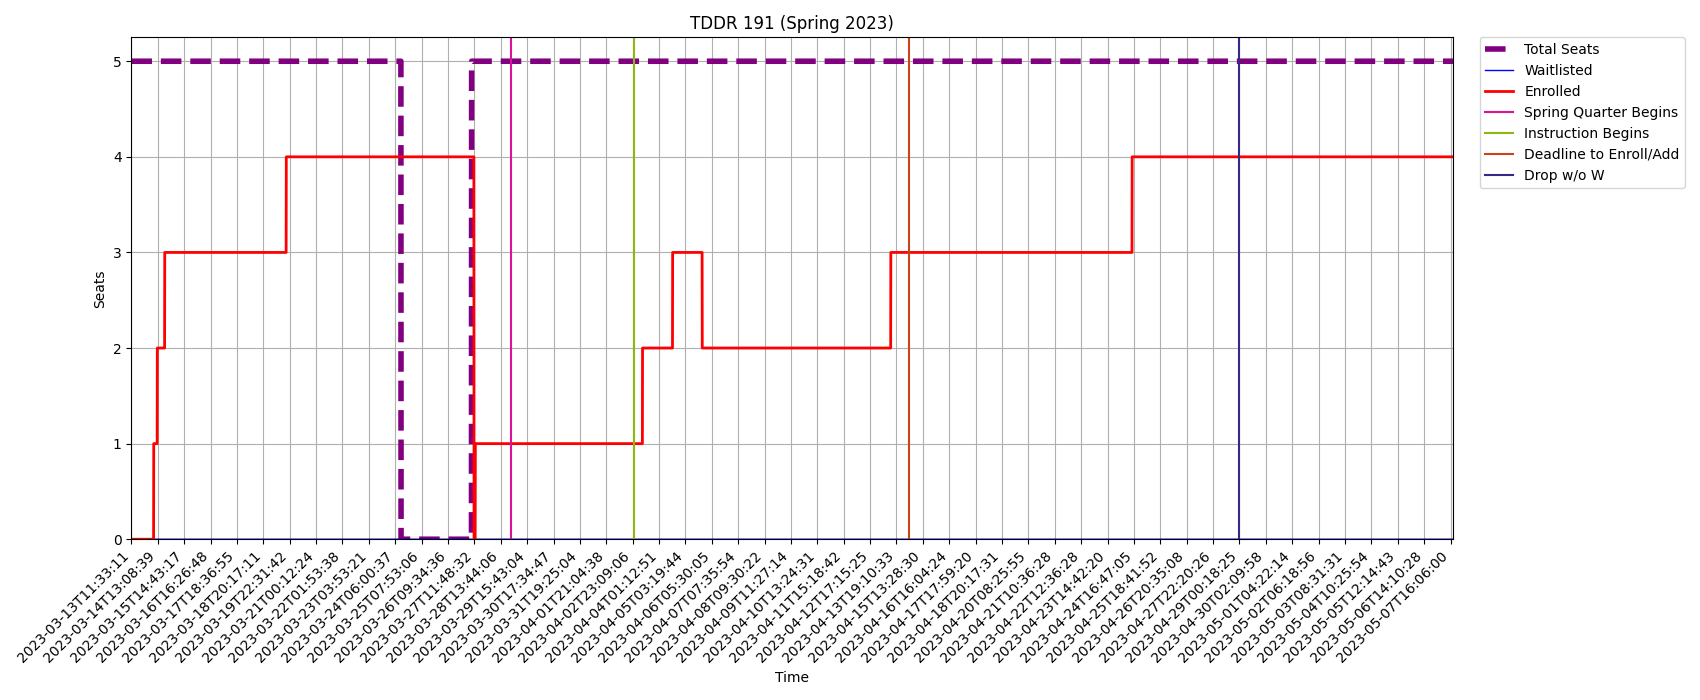 TDDR 191 (Spring 2023)
Total Seats
Waitlisted
Enrolled
Spring Quarter Begins
Instruction Begins
Deadline to Enroll/Add
Drop w/o W
Seats
5
4
3
2
1
0
2023-03-13T11:33:11
2023-03-14T13:08:39
2023-03-15T14:43:17
2023-03-16T16:26:48
2023-03-17T18:36:55
2023-03-18T20:17:11
2023-03-19T22:31:42
2023-03-21T00:12:24
2023-03-22T01:53:38
2023-03-23T03:53:21
2023-03-24T06:00:37
2023-03-25T07:53:06
2023-03-26T09:34:36
2023-03-27T11:48:32
2023-03-28T13:44:06
2023-03-29T15:43:04
2023-03-30T17:34:47
2023-03-31T19:25:04
2023-04-01T21:04:38
2023-04-02T23:09:06
2023-04-04T01:12:51
2023-04-05T03:19:44
2023-04-06T05:30:05
2023-04-07T07:35:54
2023-04-08T09:30:22
2023-04-09T11:27:14
2023-04-10T13:24:31
2023-04-11T15:18:42
2023-04-12T17:15:25
2023-04-13T19:10:33
2023-04-15T13:28:30
2023-04-16T16:04:24
2023-04-17T17:59:20
2023-04-18T20:17:31
2023-04-20T08:25:55
2023-04-21T10:36:28
2023-04-22T12:36:28
2023-04-23T14:42:20
2023-04-24T16:47:05
2023-04-25T18:41:52
2023-04-26T20:35:08
2023-04-27T22:20:26
2023-04-29T00:18:25
2023-04-30T02:09:58
2023-05-01T04:22:14
2023-05-02T06:18:56
2023-05-03T08:31:31
2023-05-04T10:25:54
2023-05-05T12:14:43
2023-05-06T14:10:28
2023-05-07T16:06:00
Time